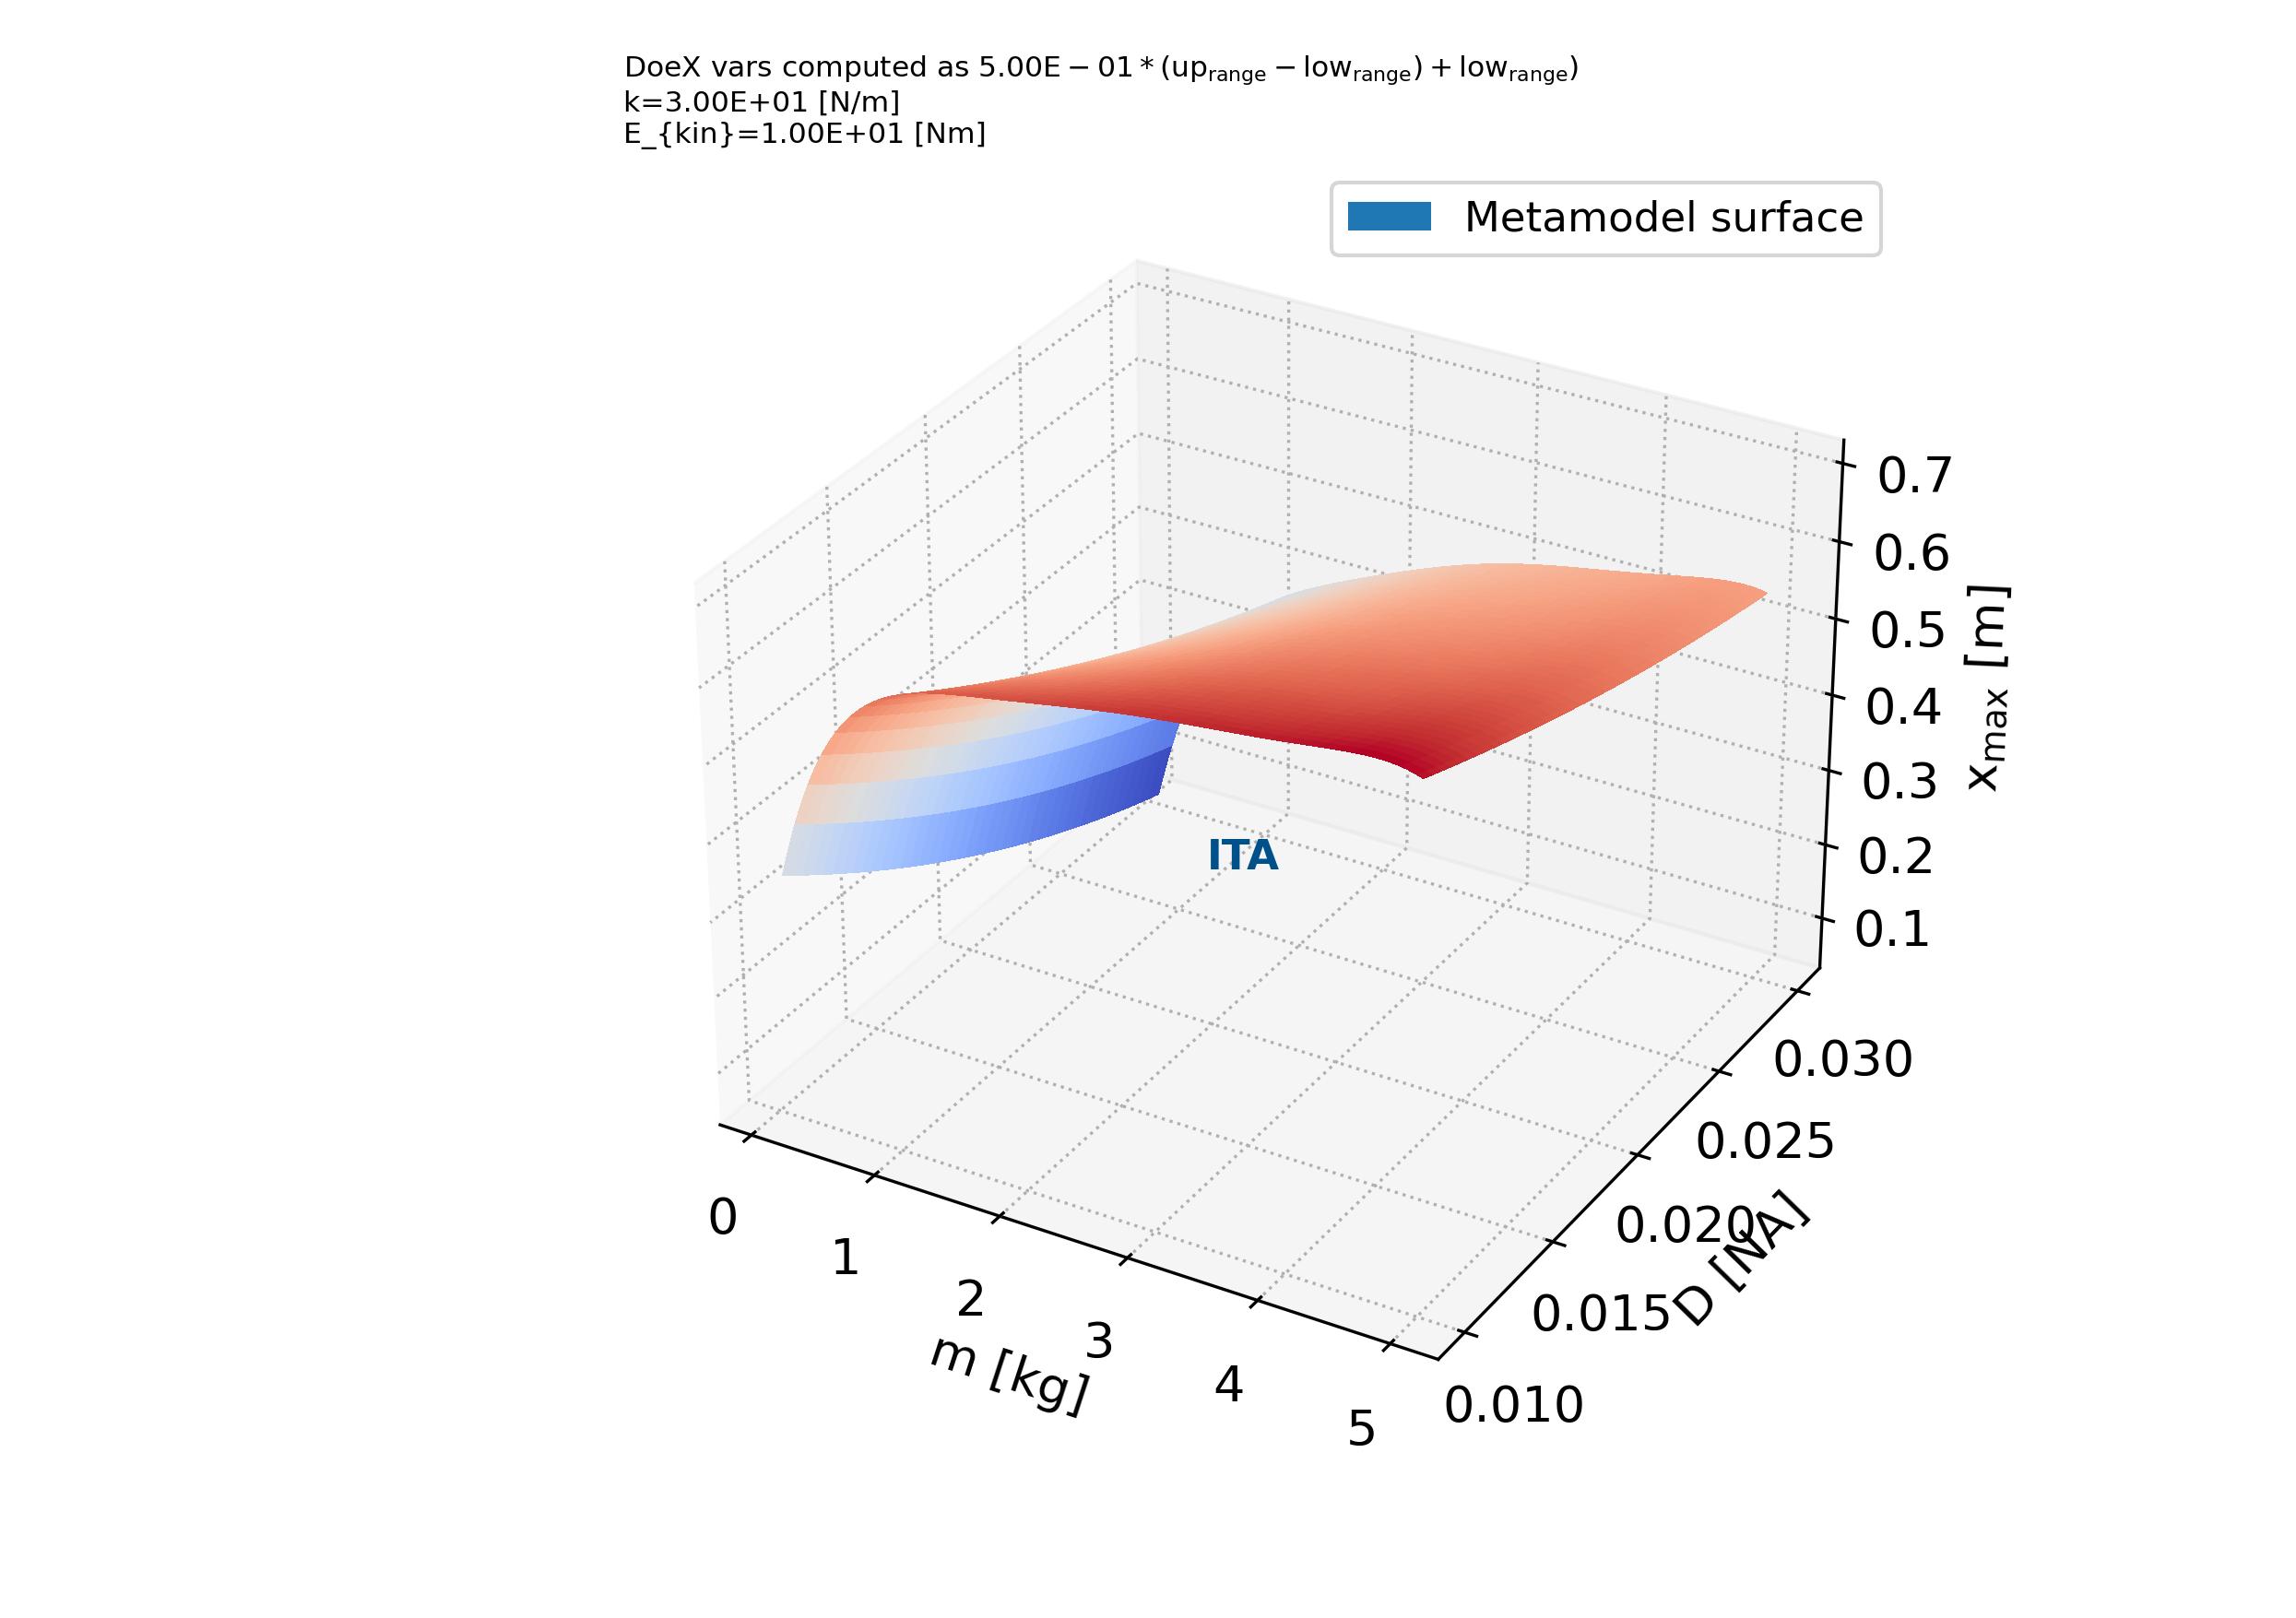 DoeX vars computed as 5.00E − 01 * (up_range − low_range) + low_range)
k=3.00E+01 [N/m]
E_{kin}=1.00E+01 [Nm]
Metamodel surface
0.7
0.6
0.5
0.4
0.3
0.2
0.1
x_max [m]
ITA
0.030
0.025
0.020
0.015
0.010
D [NA]
0
1
2
3
4
5
m [kg]